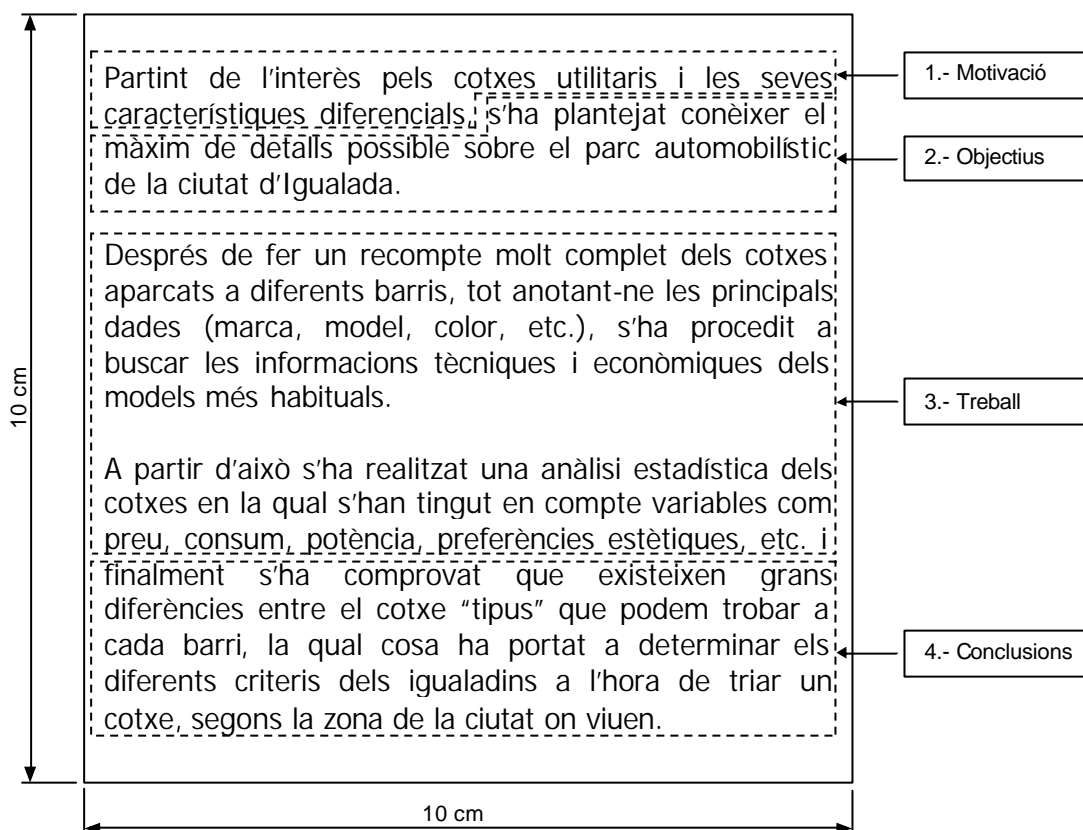 Partint de l'interès pels cotxes utilitaris i les seves
característiques diferencials, s'ha plantejat conèixer el
màxim de detalls possible sobre el parc automobilístic
de la ciutat d'Igualada.
Després de fer un recompte molt complet dels cotxes
aparcats a diferents barris, tot anotant-ne les principals
dades (marca, model, color, etc.), s'ha procedit a
buscar les informacions tècniques i econòmiques dels
models més habituals.
A partir d'això s'ha realitzat una anàlisi estadística dels
cotxes en la qual s'han tingut en compte variables com
preu, consum, potència, preferències estètiques, etc. i
finalment s'ha comprovat que existeixen grans
diferències entre el cotxe “tipus” que podem trobar a
cada barri, la qual cosa ha portat a determinar els
diferents criteris dels igualadins a l'hora de triar un
cotxe, segons la zona de la ciutat on viuen.
1.- Motivació
2.- Objectius
3.- Treball
4.- Conclusions
10 cm
10 cm